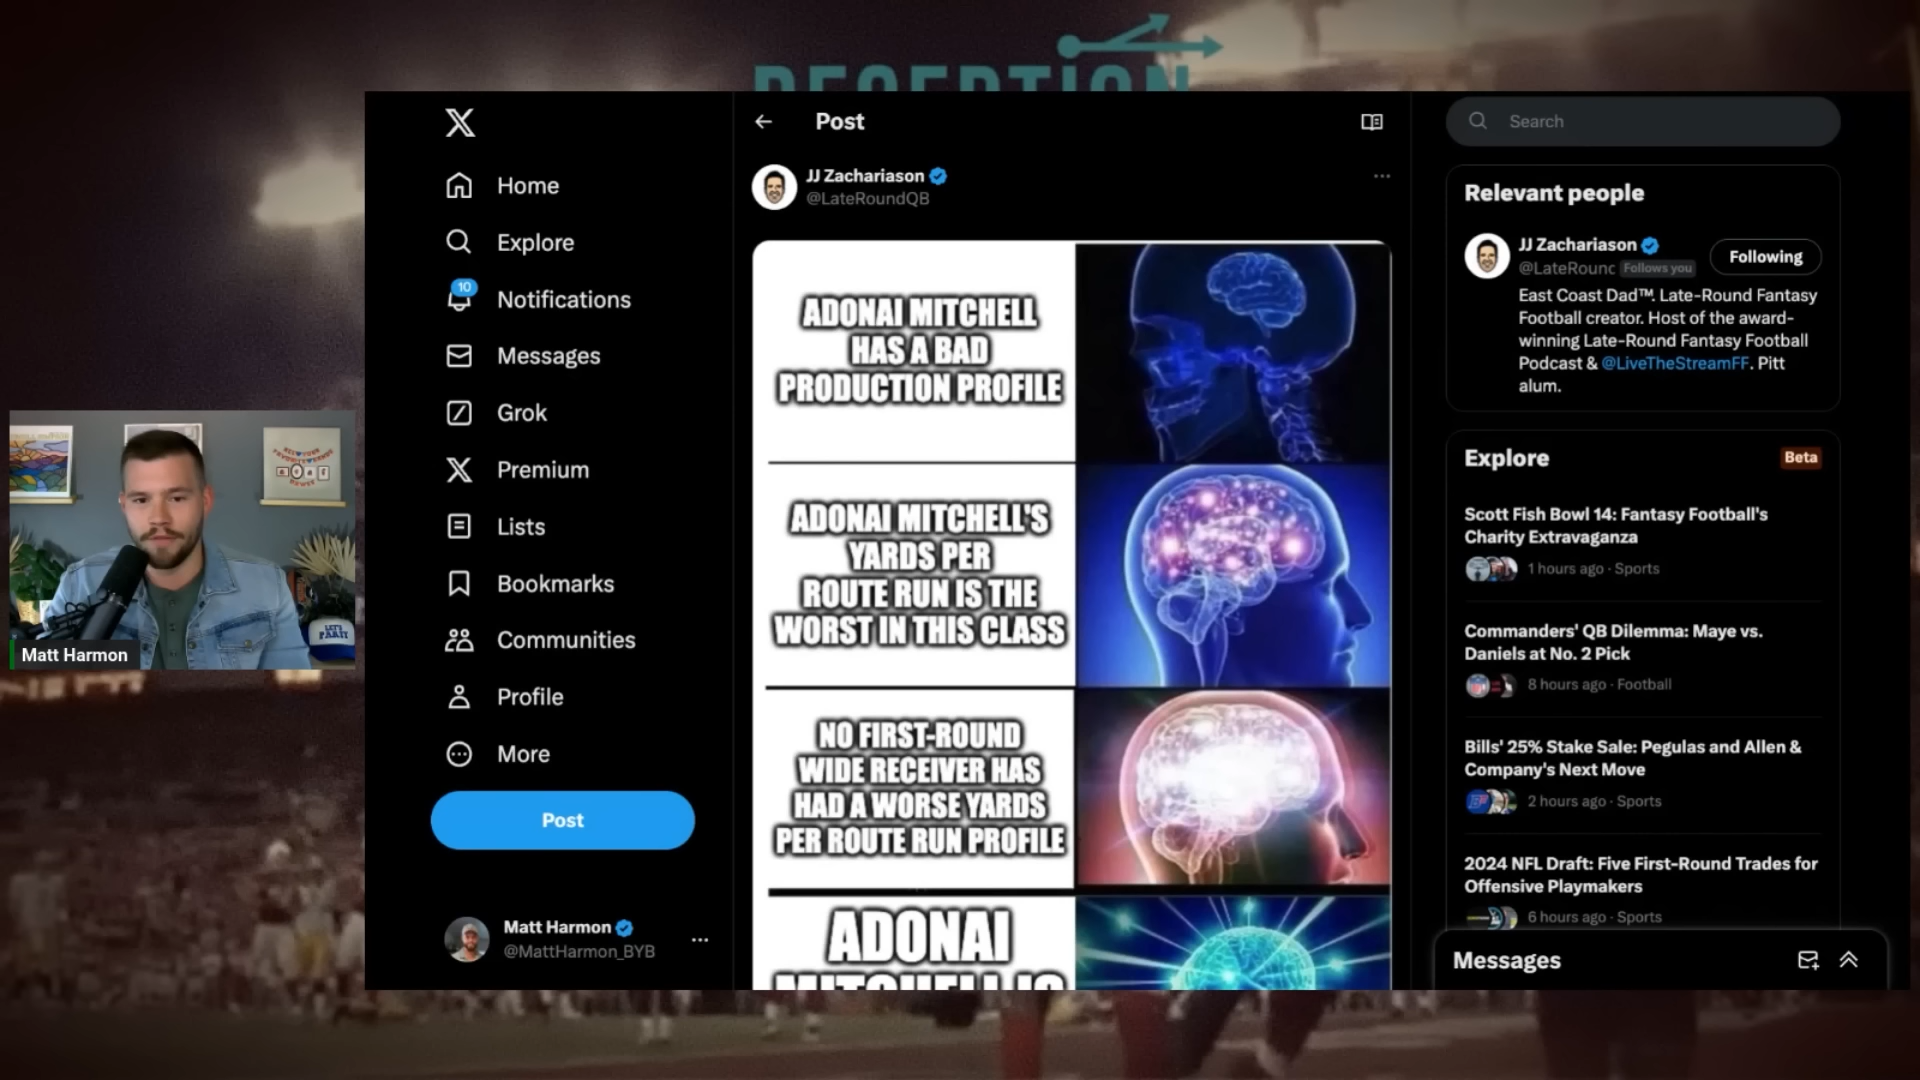 RECEPTION
Post
JJ Zachariason
@LateRoundQB
ADONAI MITCHELL
HAS A BAD
PRODUCTION PROFILE
ADONAI MITCHELL'S
YARDS PER
ROUTE RUN IS THE
WORST IN THIS CLASS
NO FIRST-ROUND
WIDE RECEIVER HAS
HAD A WORSE YARDS
PER ROUTE RUN PROFILE
ADONAI
MITCHELL IS
Home
Explore
10
Notifications
Messages
Grok
Premium
Lists
Bookmarks
Communities
Profile
More
Post
Matt Harmon
@MattHarmon_BYB
Search
Relevant people
JJ Zachariason
@LateRounc Follows you
Following
East Coast Dad™. Late-Round Fantasy
Football creator. Host of the award-
winning Late-Round Fantasy Football
Podcast & @LiveTheStreamFF. Pitt
alum.
Explore
Beta
Scott Fish Bowl 14: Fantasy Football's
Charity Extravaganza
1 hours ago · Sports
Commanders' QB Dilemma: Maye vs.
Daniels at No. 2 Pick
8 hours ago · Football
Bills' 25% Stake Sale: Pegulas and Allen &
Company's Next Move
2 hours ago · Sports
2024 NFL Draft: Five First-Round Trades for
Offensive Playmakers
6 hours ago · Sports
Messages
Matt Harmon
LET'S
PARTY